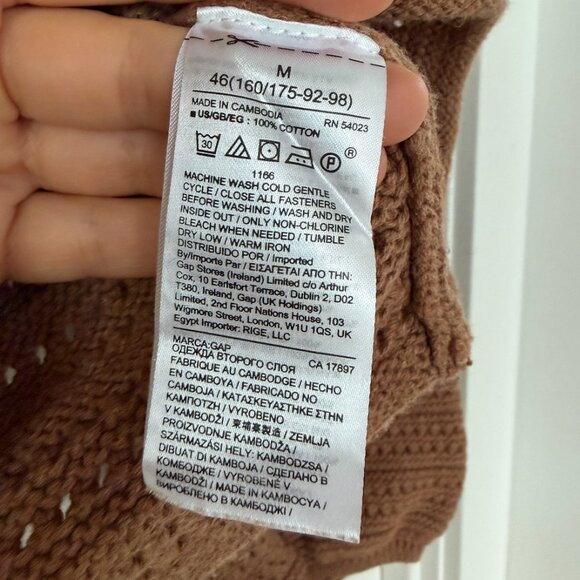 M
46(160/175-92-98)
MADE IN CAMBODIA RN 54023
■ US/GB/EG : 100% COTTON
30 P ®
1166
MACHINE WASH COLD GENTLE
CYCLE / CLOSE ALL FASTENERS
BEFORE WASHING / WASH AND DRY
INSIDE OUT / ONLY NON-CHLORINE
BLEACH WHEN NEEDED / TUMBLE
DRY LOW / WARM IRON
DISTRIBUIDO POR / Imported
By/Importe Par / ΕΙΣΑΓΕΤΑΙ ΑΠΟ ΤΗΝ:
Gap Stores (Ireland) Limited c/o Arthur
Cox, 10 Earlsfort Terrace, Dublin 2, D02
T380, Ireland, Gap (UK Holdings)
Limited, 2nd Floor Nations House, 103
Wigmore Street, London, W1U 1QS, UK
Egypt Importer: RIGE, LLC
MARCA:GAP CA 17897
ОДЕЖДА ВТОРОГО СЛОЯ
FABRIQUE AU CAMBODGE / HECHO
EN CAMBOYA / FABRICADO NO
CAMBOJA / ΚΑΤΑΣΚΕΥΑΣΤΗΚΕ ΣΤΗΝ
ΚΑΜΠΟΤΖΗ / VYROBENO
V KAMBODŽI / 柬埔寨製造 / ZEMLJA
PROIZVODNJE KAMBODŽA /
SZÁRMAZÁSI HELY: KAMBODZSA /
DIBUAT DI KAMBOJA / СДЕЛАНО В
КОМБОДЖЕ / VYROBENÉ V
KAMBODŽI / MADE IN KAMBOÇYA /
ВИРОБЛЕНО В КАМБОДЖІ /